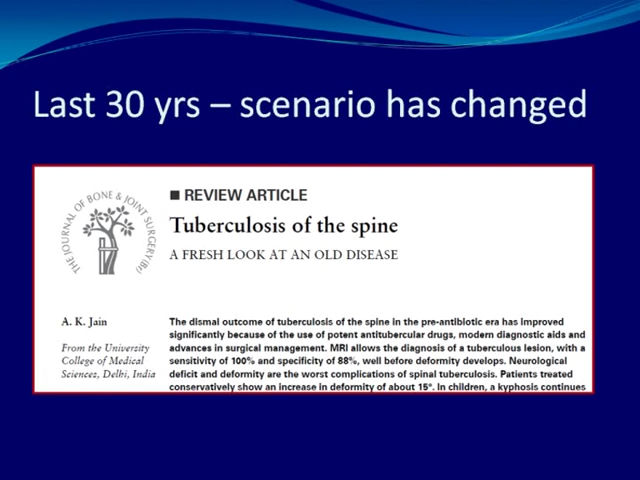 Last 30 yrs – scenario has changed
THE JOURNAL OF BONE & JOINT SURGERY(Br)
■ REVIEW ARTICLE
Tuberculosis of the spine
A FRESH LOOK AT AN OLD DISEASE
A. K. Jain
From the University
College of Medical
Sciences, Delhi, India
The dismal outcome of tuberculosis of the spine in the pre-antibiotic era has improved
significantly because of the use of potent antitubercular drugs, modern diagnostic aids and
advances in surgical management. MRI allows the diagnosis of a tuberculous lesion, with a
sensitivity of 100% and specificity of 88%, well before deformity develops. Neurological
deficit and deformity are the worst complications of spinal tuberculosis. Patients treated
conservatively show an increase in deformity of about 15°. In children, a kyphosis continues